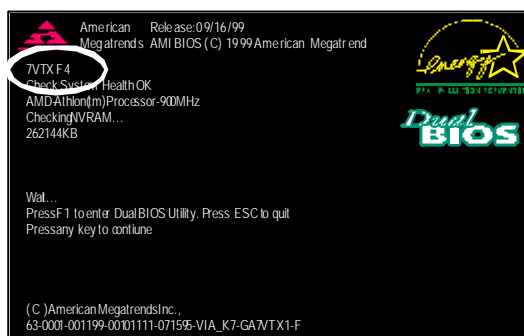 American Release:09/16/99
Megatrends AMIBIOS (C) 1999 American Megatrend
7VTX F4
Check System Health OK
AMD-Athlon(tm) Processor-900MHz
Checking NVRAM...
262144KB
energy
Dual
BIOS
Wait...
Press F1 to enter Dual BIOS Utility. Press ESC to quit
Press any key to contiune
(C) American Megatrends Inc.,
63-0001-001199-00101111-071595-VIA_K7-GA7VTX1-F